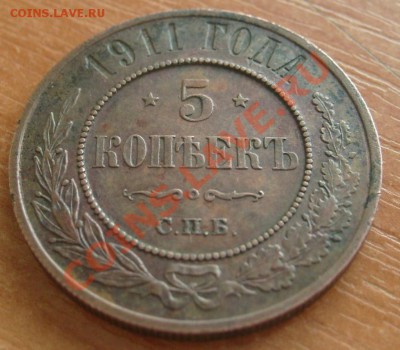 COINS.LAVE.RU
1911 ГОДА
5
КОПѢЕКЪ
С.П.Б.
COINS.LAVE.RU